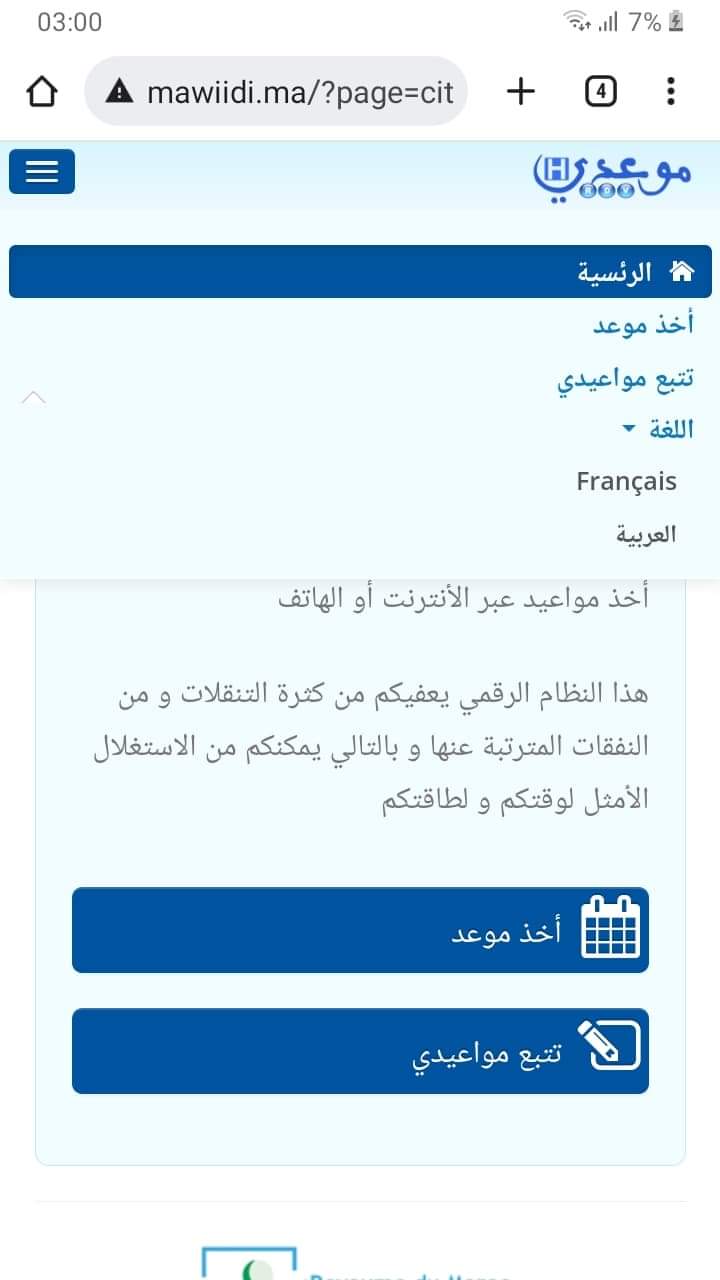 03:00
7%
mawiidi.ma/?page=cit
4
موعدي
H
RDV
الرئسية
أخذ موعد
تتبع مواعيدي
اللغة
Français
العربية
أخذ مواعيد عبر الأنترنت أو الهاتف
هذا النظام الرقمي يعفيكم من كثرة التنقلات و من
النفقات المترتبة عنها و بالتالي يمكنكم من الاستغلال
الأمثل لوقتكم و لطاقتكم
أخذ موعد
تتبع مواعيدي